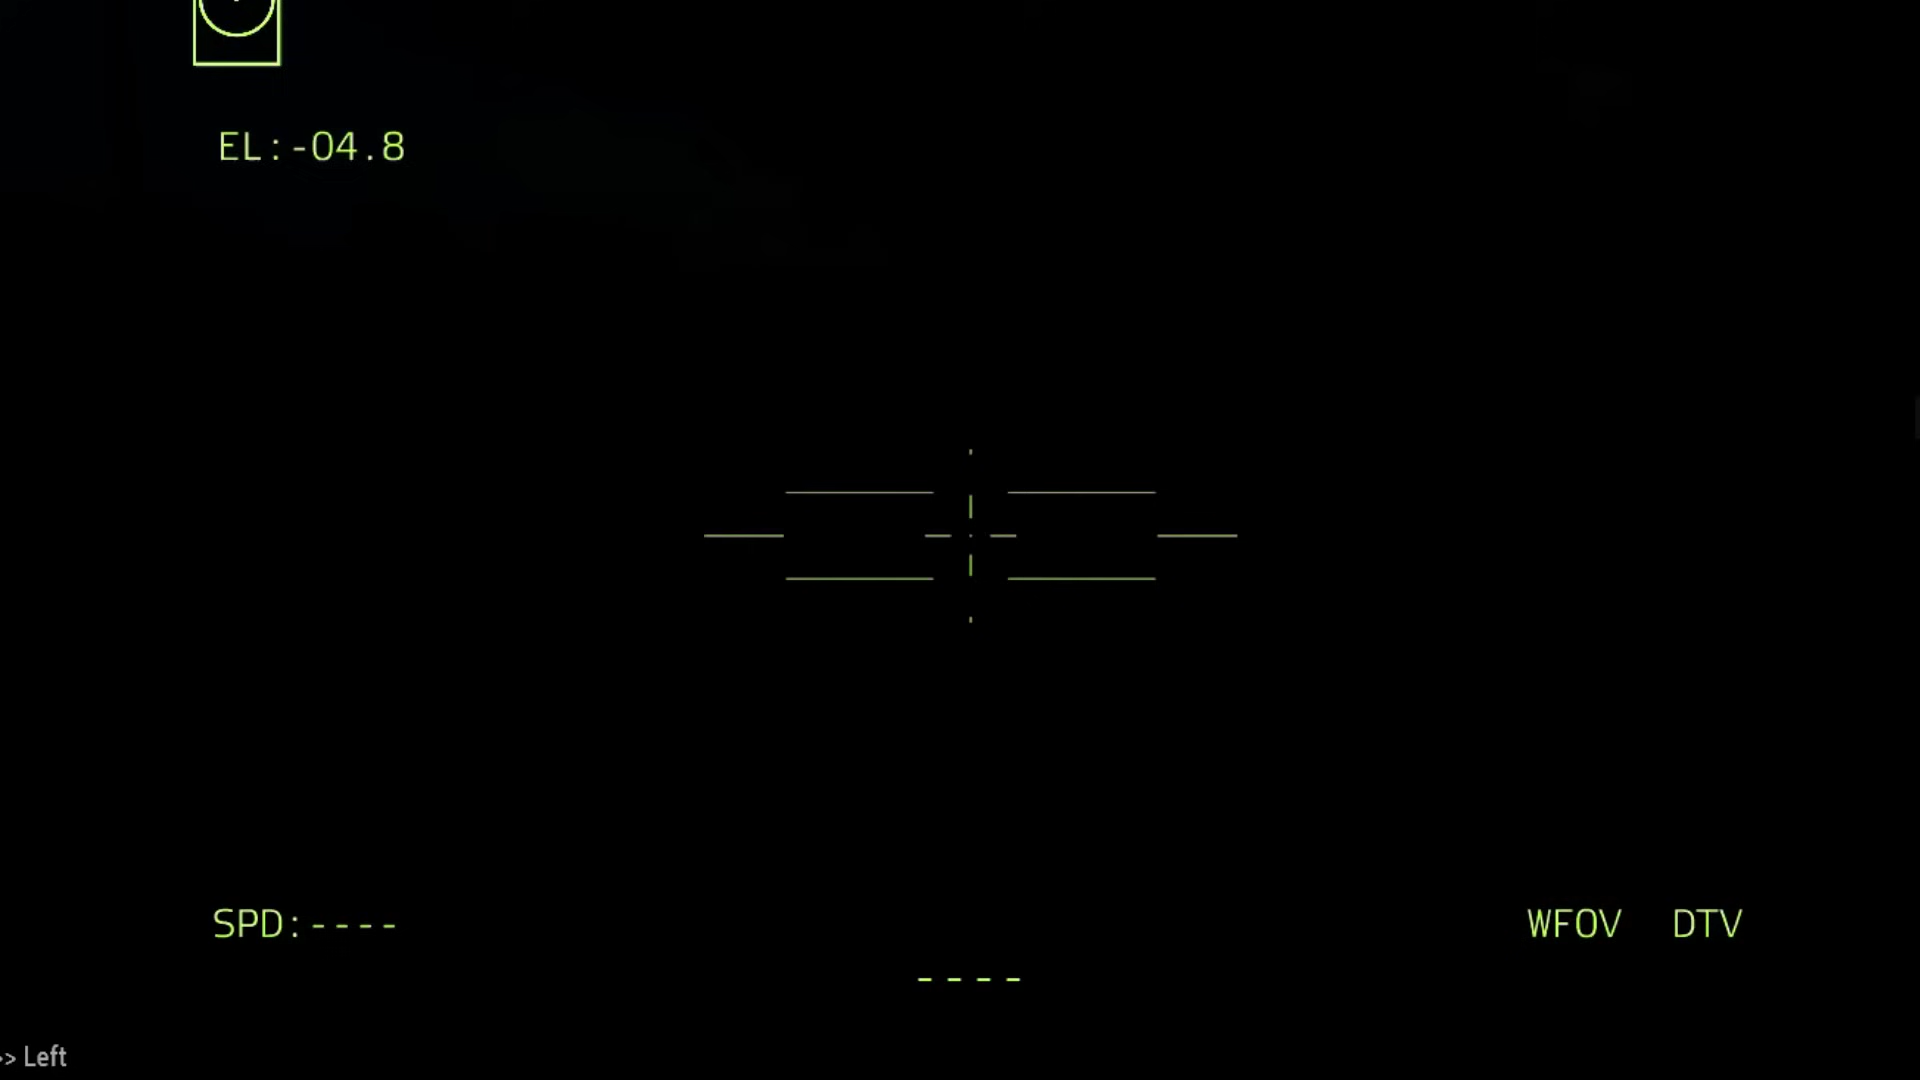 EL:-04.8
SPD:----
WFOV DTV
----
>> Left